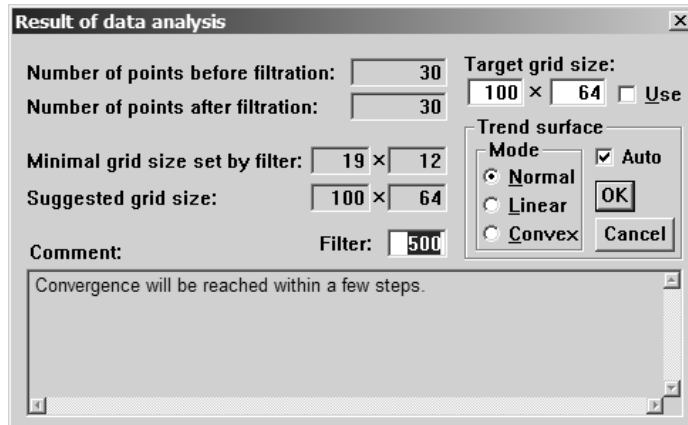 Result of data analysis
Number of points before filtration: 30
Number of points after filtration: 30
Minimal grid size set by filter: 19 × 12
Suggested grid size: 100 × 64
Filter: 500
Target grid size:
100 × 64 Use
Trend surface
Mode
Normal
Linear
Convex
Auto
OK
Cancel
Comment:
Convergence will be reached within a few steps.